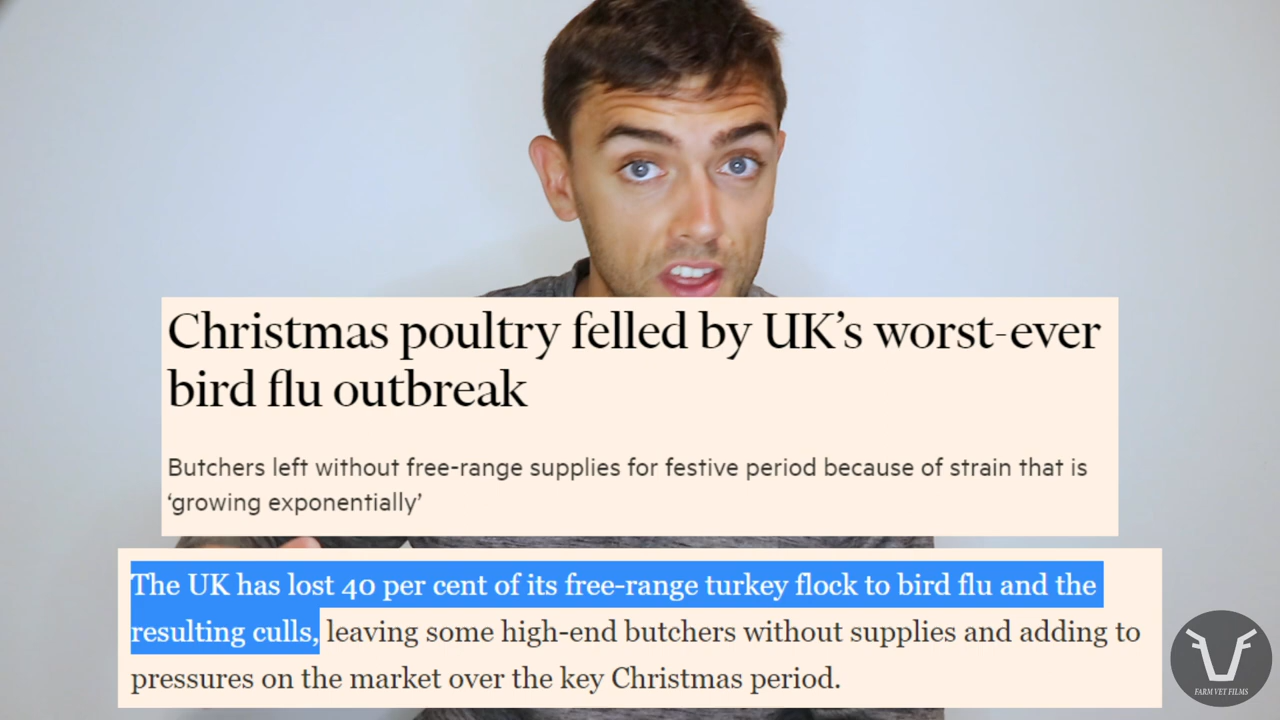 Christmas poultry felled by UK’s worst-ever
bird flu outbreak
Butchers left without free-range supplies for festive period because of strain that is
‘growing exponentially’
The UK has lost 40 per cent of its free-range turkey flock to bird flu and the
resulting culls, leaving some high-end butchers without supplies and adding to
pressures on the market over the key Christmas period.
FARM VET FILMS